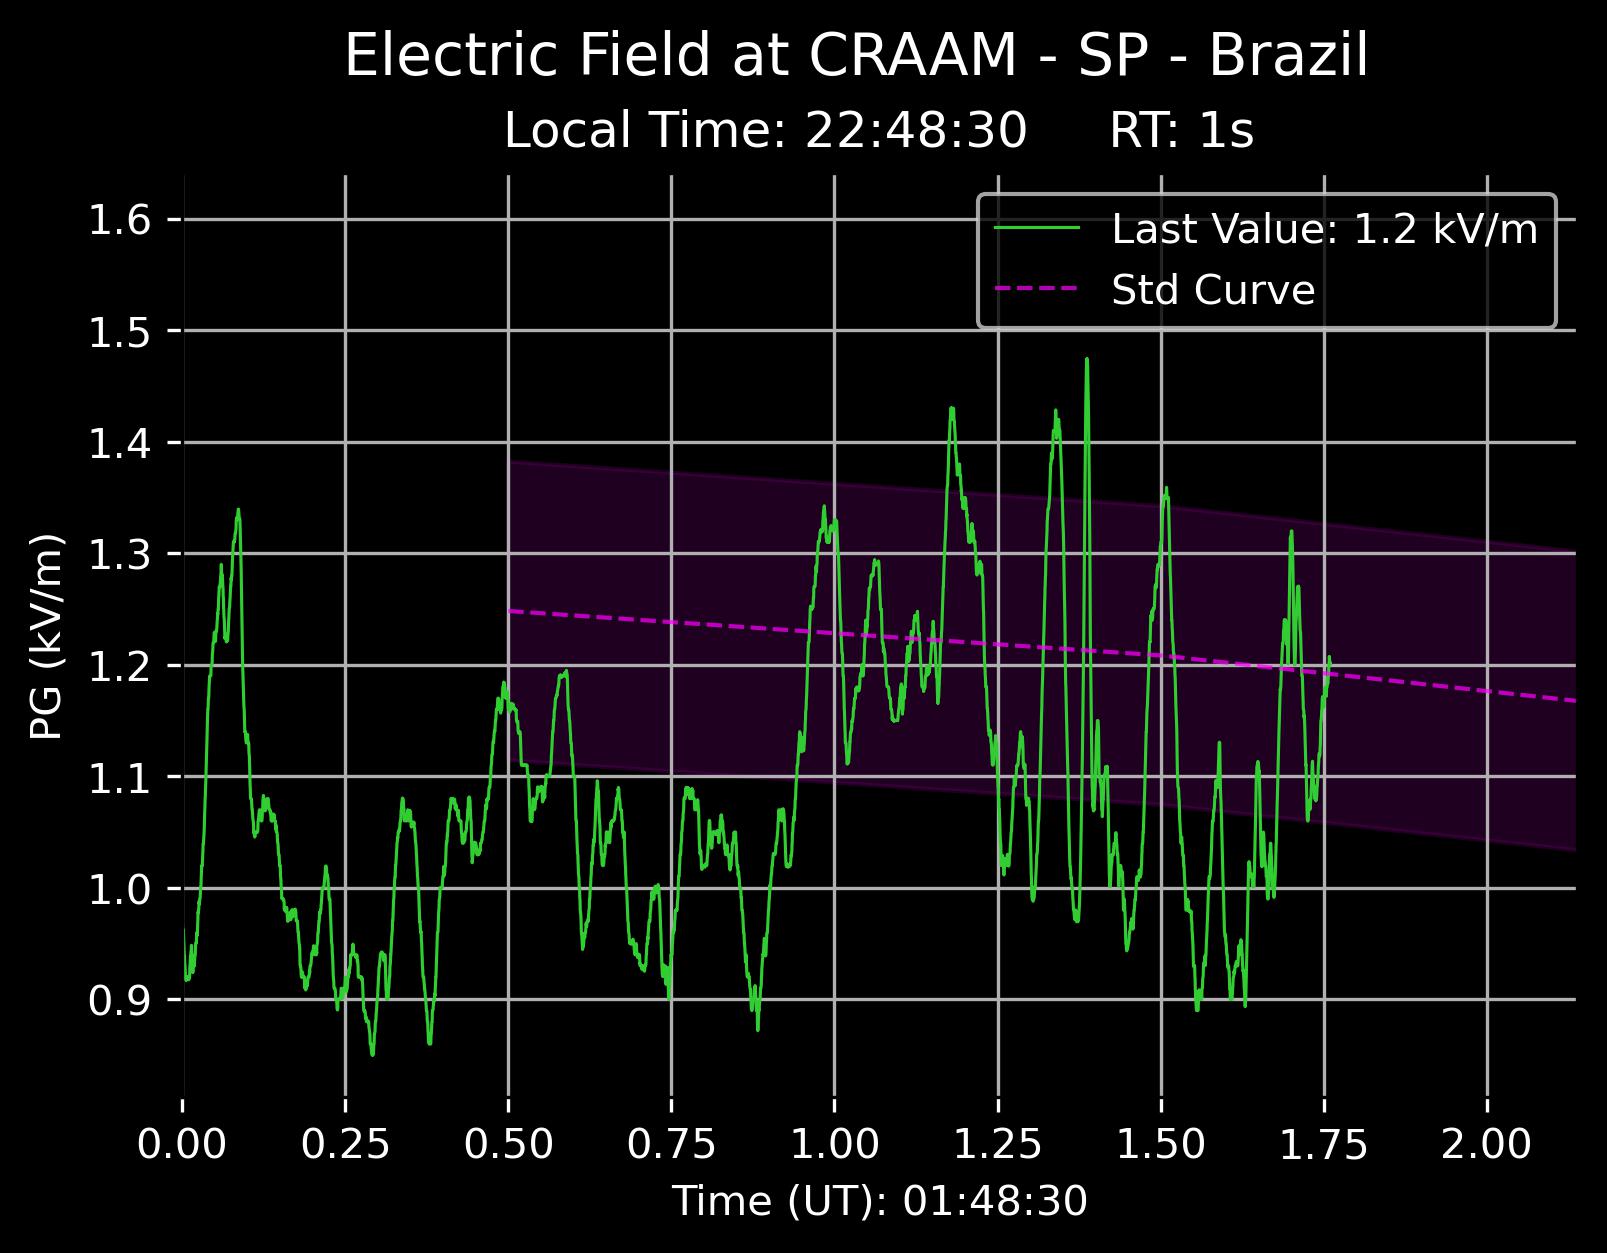 Electric Field at CRAAM - SP - Brazil
Local Time: 22:48:30 RT: 1s
Last Value: 1.2 kV/m
Std Curve
PG (kV/m)
1.6
1.5
1.4
1.3
1.2
1.1
1.0
0.9
0.00 0.25 0.50 0.75 1.00 1.25 1.50 1.75 2.00
Time (UT): 01:48:30